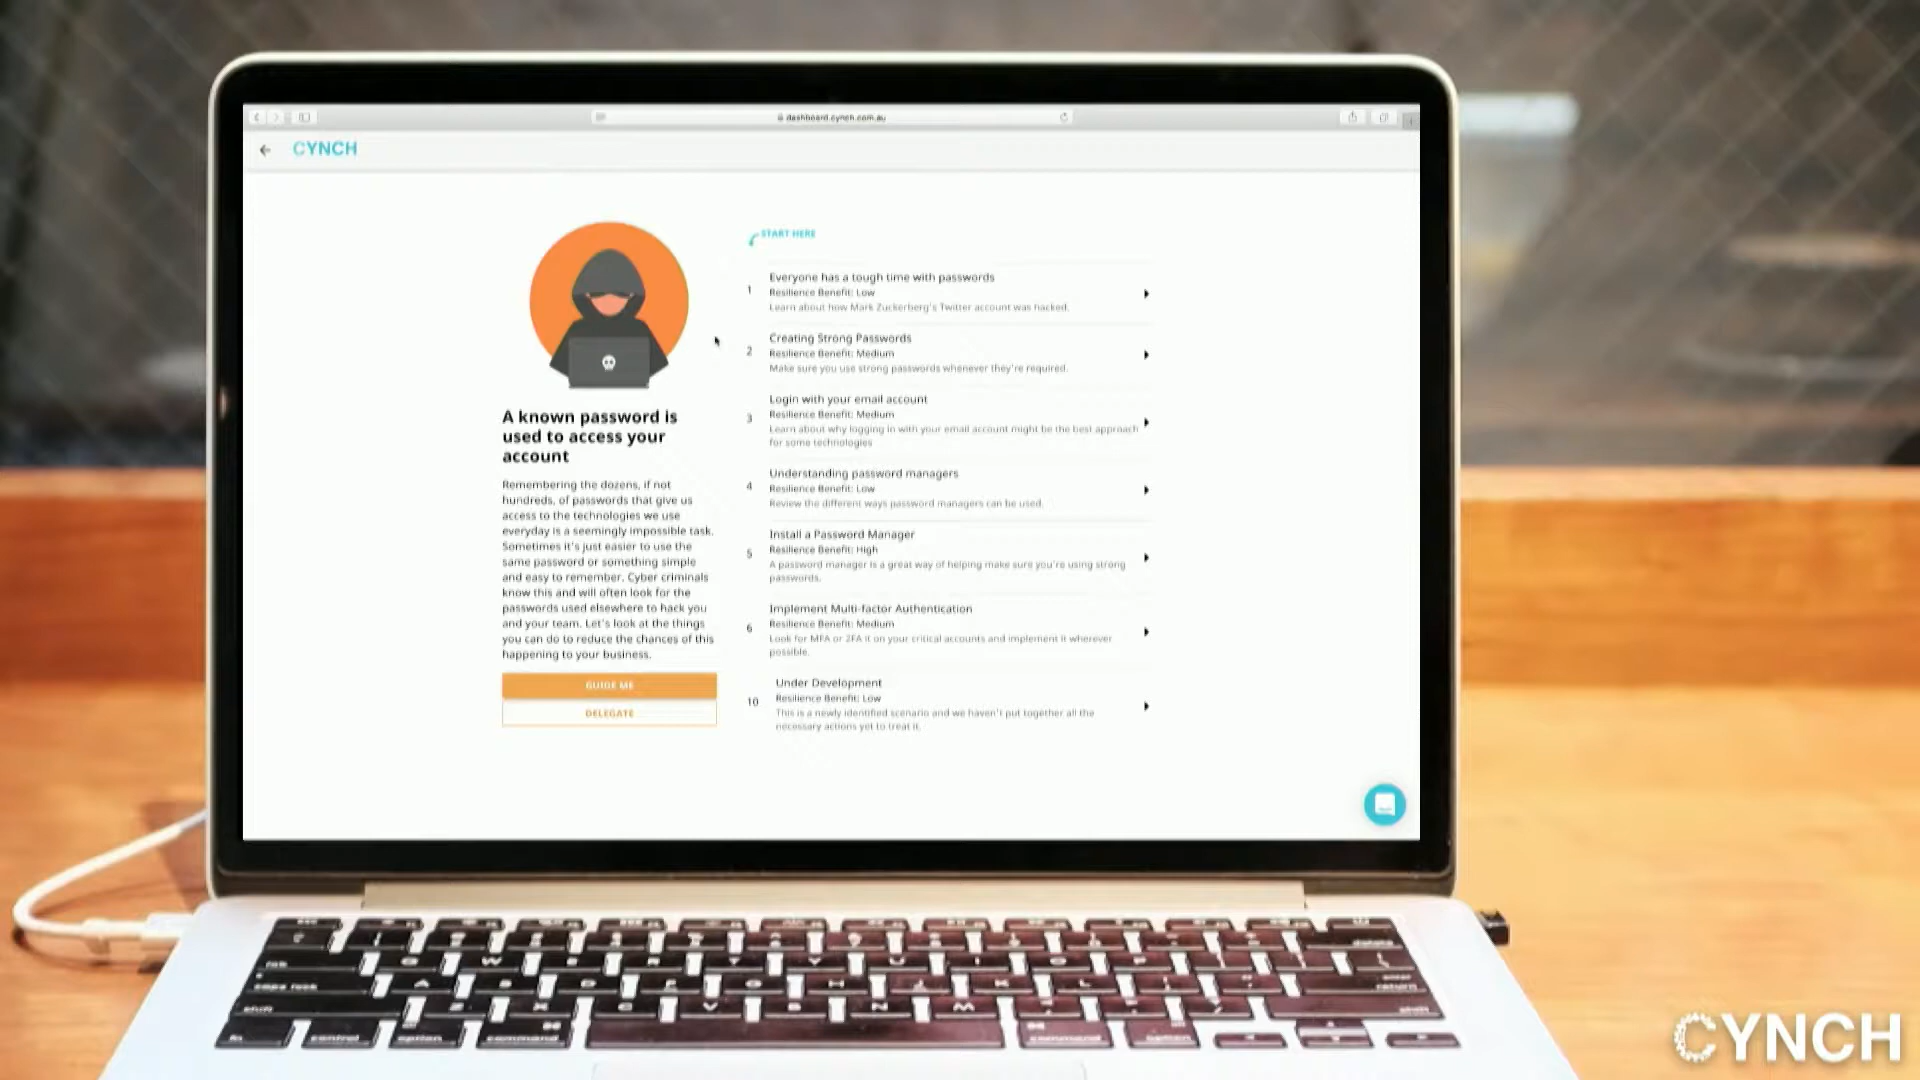 dashboard.cynch.com.au
CYNCH
START HERE
A known password is
used to access your
account
Remembering the dozens, if not
hundreds, of passwords that give us
access to the technologies we use
everyday is a seemingly impossible task.
Sometimes it's just easier to use the
same password or something simple
and easy to remember. Cyber criminals
know this and will often look for the
passwords used elsewhere to hack you
and your team. Let's look at the things
you can do to reduce the chances of this
happening to your business.
GUIDE ME
DELEGATE
1
Everyone has a tough time with passwords
Resilience Benefit: Low
Learn about how Mark Zuckerberg's Twitter account was hacked.
2
Creating Strong Passwords
Resilience Benefit: Medium
Make sure you use strong passwords whenever they're required.
3
Login with your email account
Resilience Benefit: Medium
Learn about why logging in with your email account might be the best approach
for some technologies
4
Understanding password managers
Resilience Benefit: Low
Review the different ways password managers can be used.
5
Install a Password Manager
Resilience Benefit: High
A password manager is a great way of helping make sure you're using strong
passwords.
6
Implement Multi-factor Authentication
Resilience Benefit: Medium
Look for MFA or 2FA it on your critical accounts and implement it wherever
possible.
10
Under Development
Resilience Benefit: Low
This is a newly identified scenario and we haven't put together all the
necessary actions yet to treat it.
fn control option command command option
CYNCH